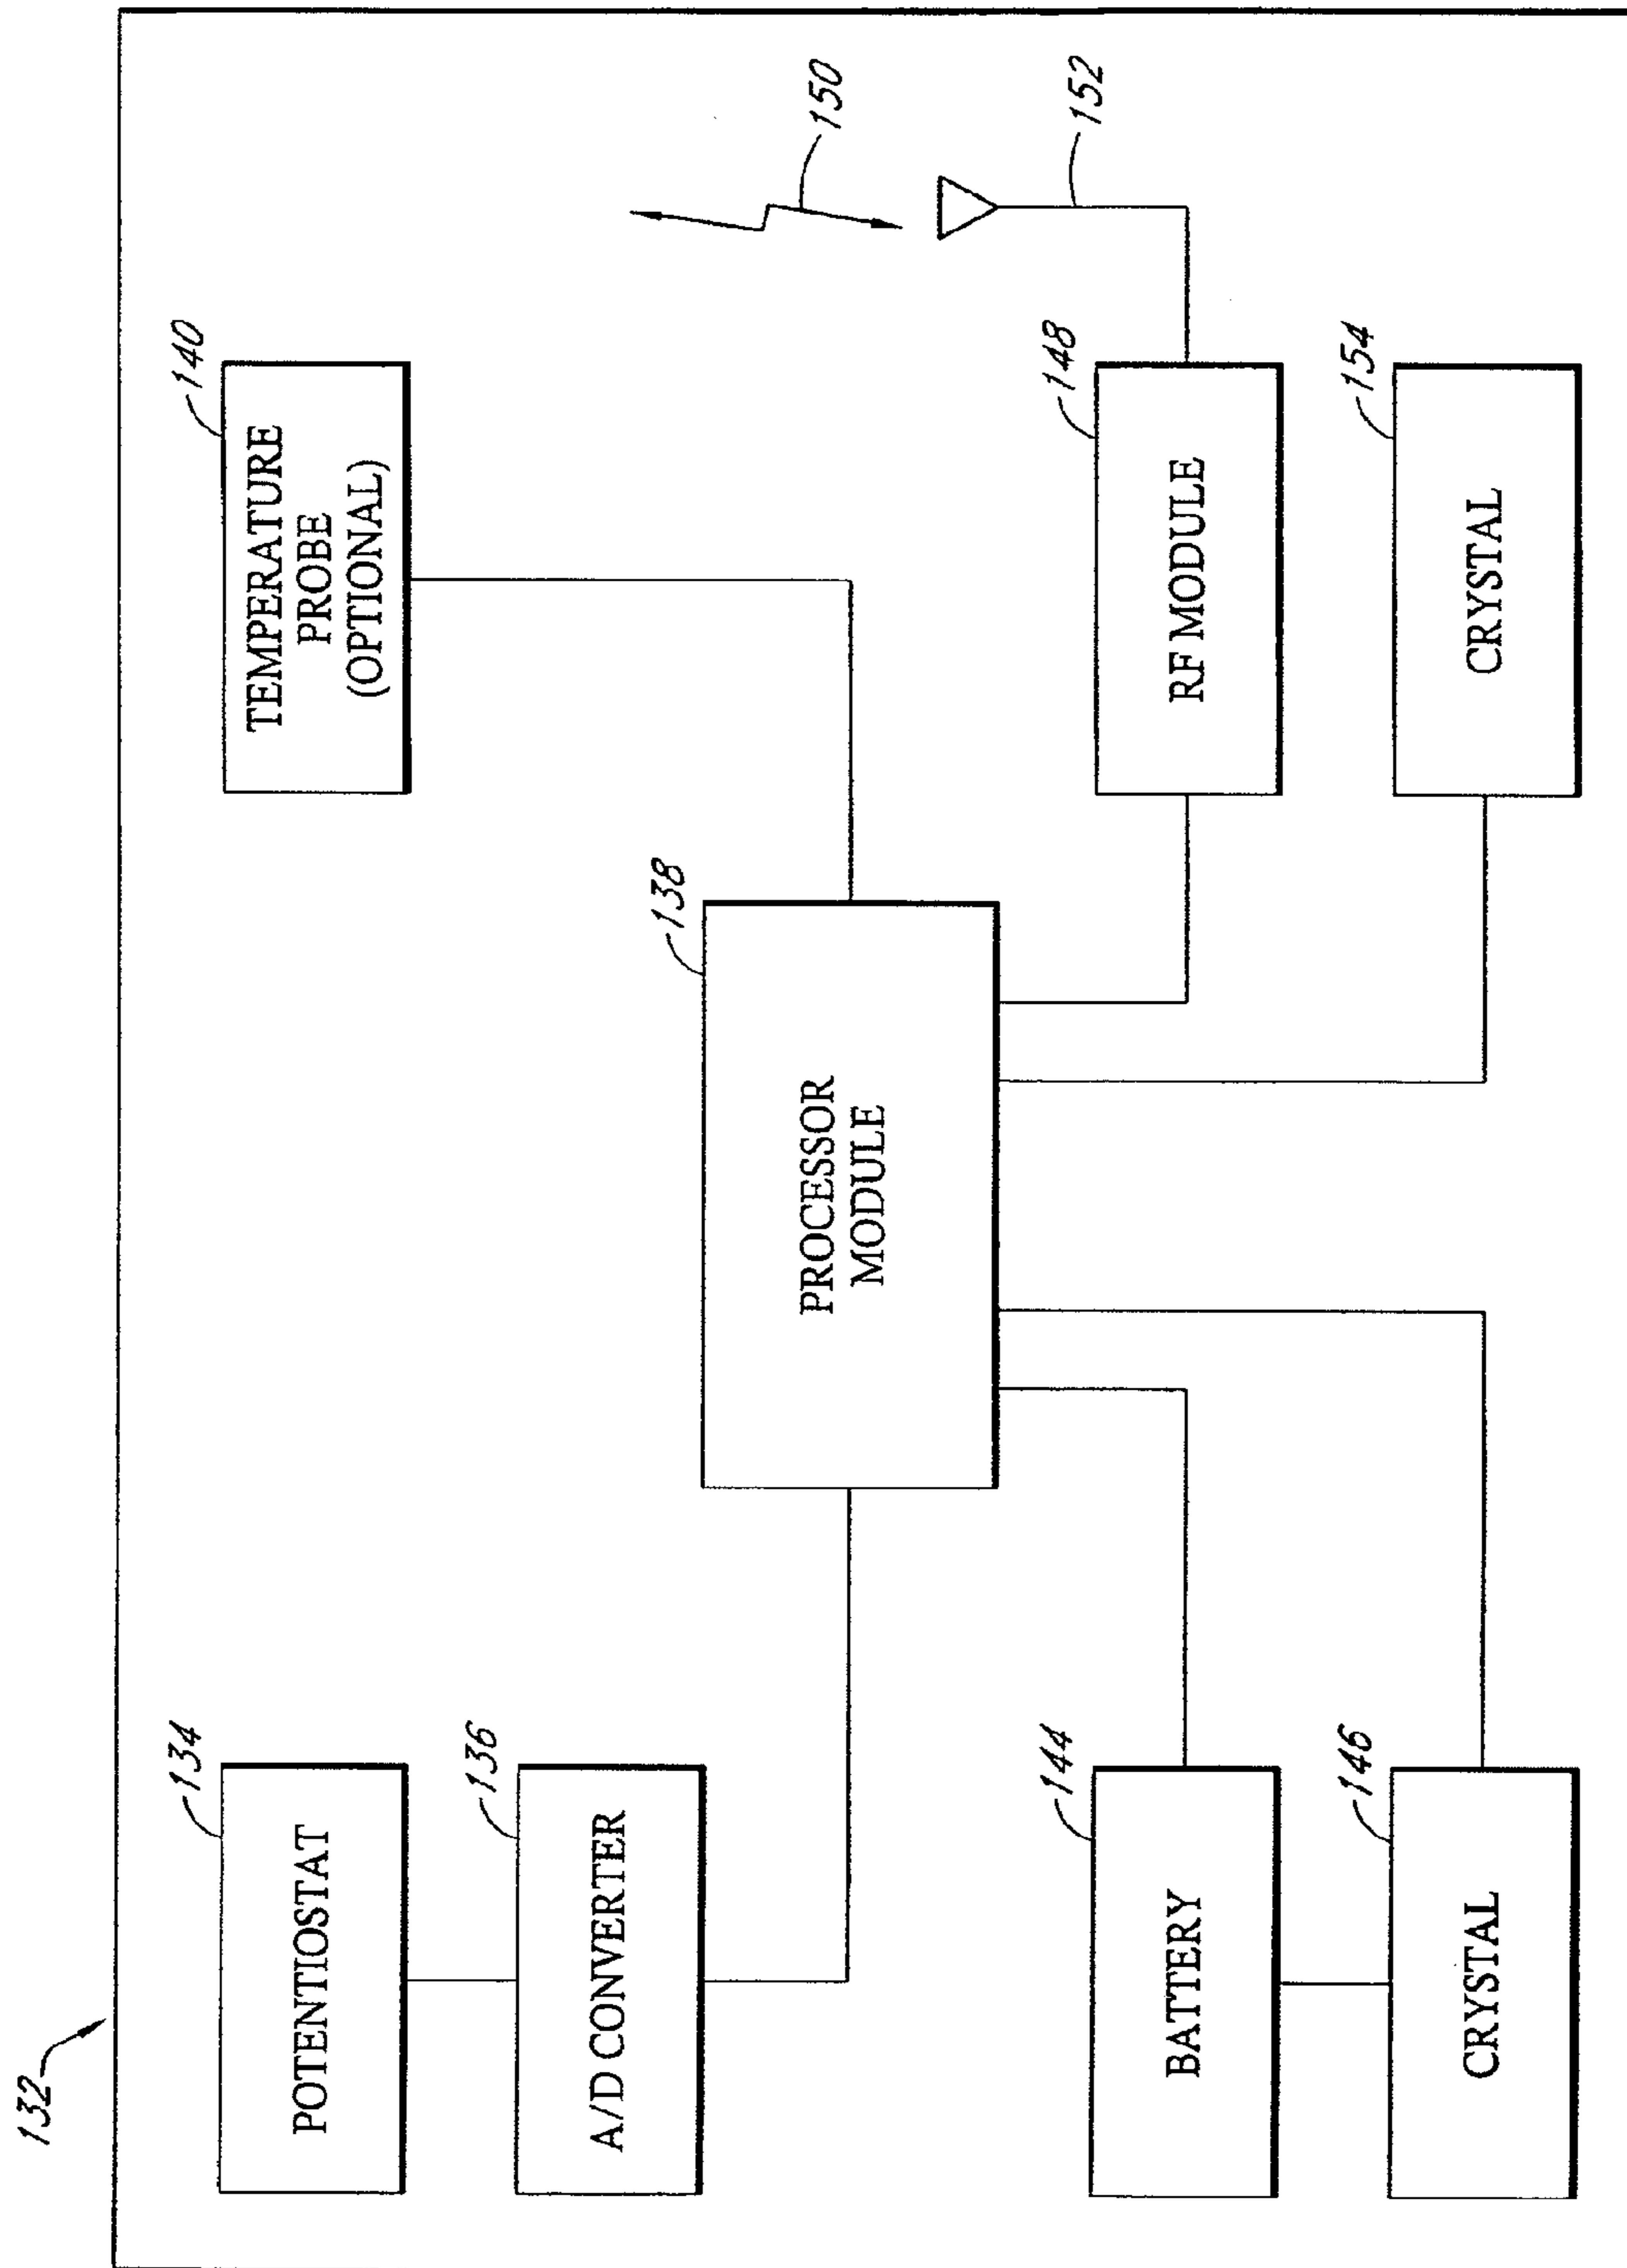 132
134
POTENTIOSTAT
136
A/D CONVERTER
138
PROCESSOR
MODULE
140
TEMPERATURE
PROBE
(OPTIONAL)
144
BATTERY
146
CRYSTAL
148
RF MODULE
150
152
154
CRYSTAL